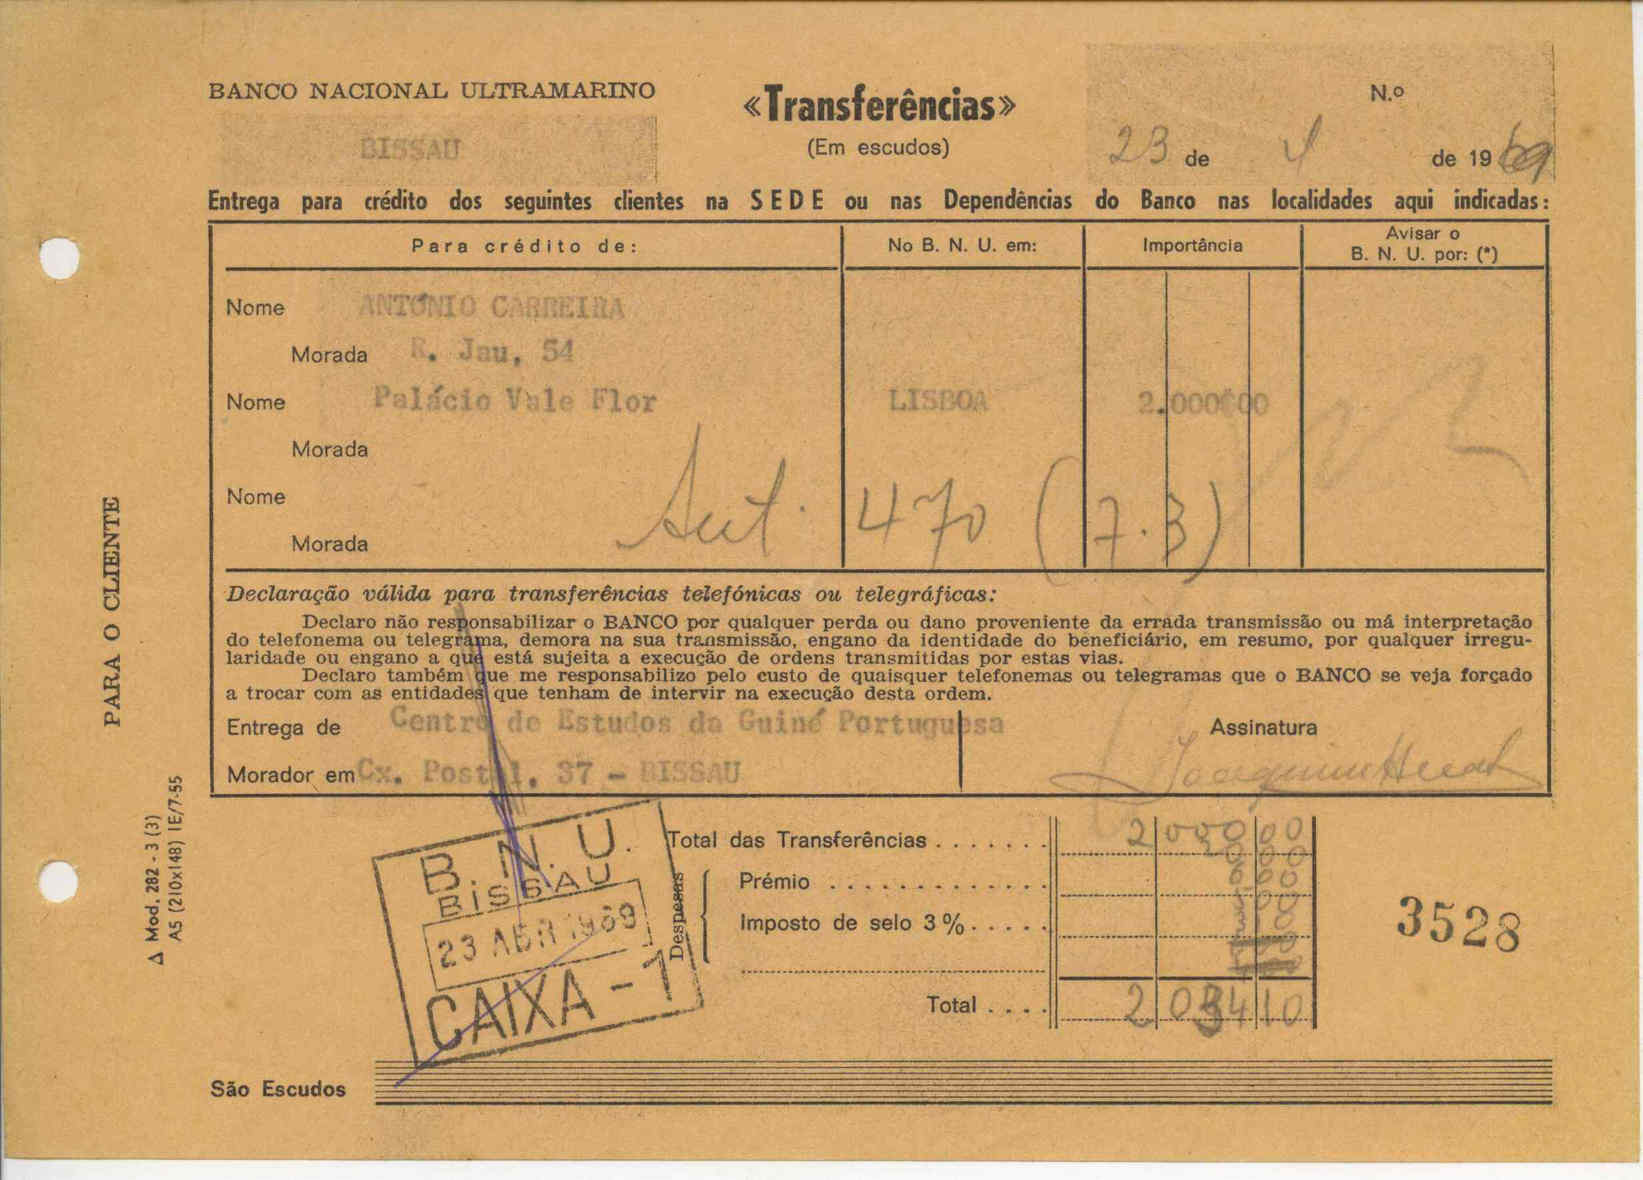 BANCO NACIONAL ULTRAMARINO
«Transferências»
N.º
BISSAU
(Em escudos)
23 de 4 de 1969
Entrega para crédito dos seguintes clientes na SEDE ou nas Dependências do Banco nas localidades aqui indicadas:
Para crédito de: No B. N. U. em: Importância Avisar o B. N. U. por: (*)
Nome ANTÓNIO CARREIRA
Morada R. Jau, 54
Nome Palácio Vale Flor LISBOA 2.000$00
Morada
Nome
Aut. 470 (7.3)
Morada
Declaração válida para transferências telefónicas ou telegráficas:
Declaro não responsabilizar o BANCO por qualquer perda ou dano proveniente da errada transmissão ou má interpretação
do telefonema ou telegrama, demora na sua transmissão, engano da identidade do beneficiário, em resumo, por qualquer irregu-
laridade ou engano a que está sujeita a execução de ordens transmitidas por estas vias.
Declaro também que me responsabilizo pelo custo de quaisquer telefonemas ou telegramas que o BANCO se veja forçado
a trocar com as entidades que tenham de intervir na execução desta ordem.
Entrega de Centro de Estudos da Guiné Portuguesa Assinatura
Morador em Cx. Postal. 37 - BISSAU
PARA O CLIENTE
Δ Mod. 282 - 3 (3)
A5 (210x148) IE/7-55
B. N. U.
BISSAU
23 ABR 1969
CAIXA - 1
Total das Transferências . . . . . . . 2 000 00
Despesas
Prémio . . . . . . . . . . . . .
Imposto de selo 3 % . . . . .
3528
Total . . . . 2 034 10
São Escudos